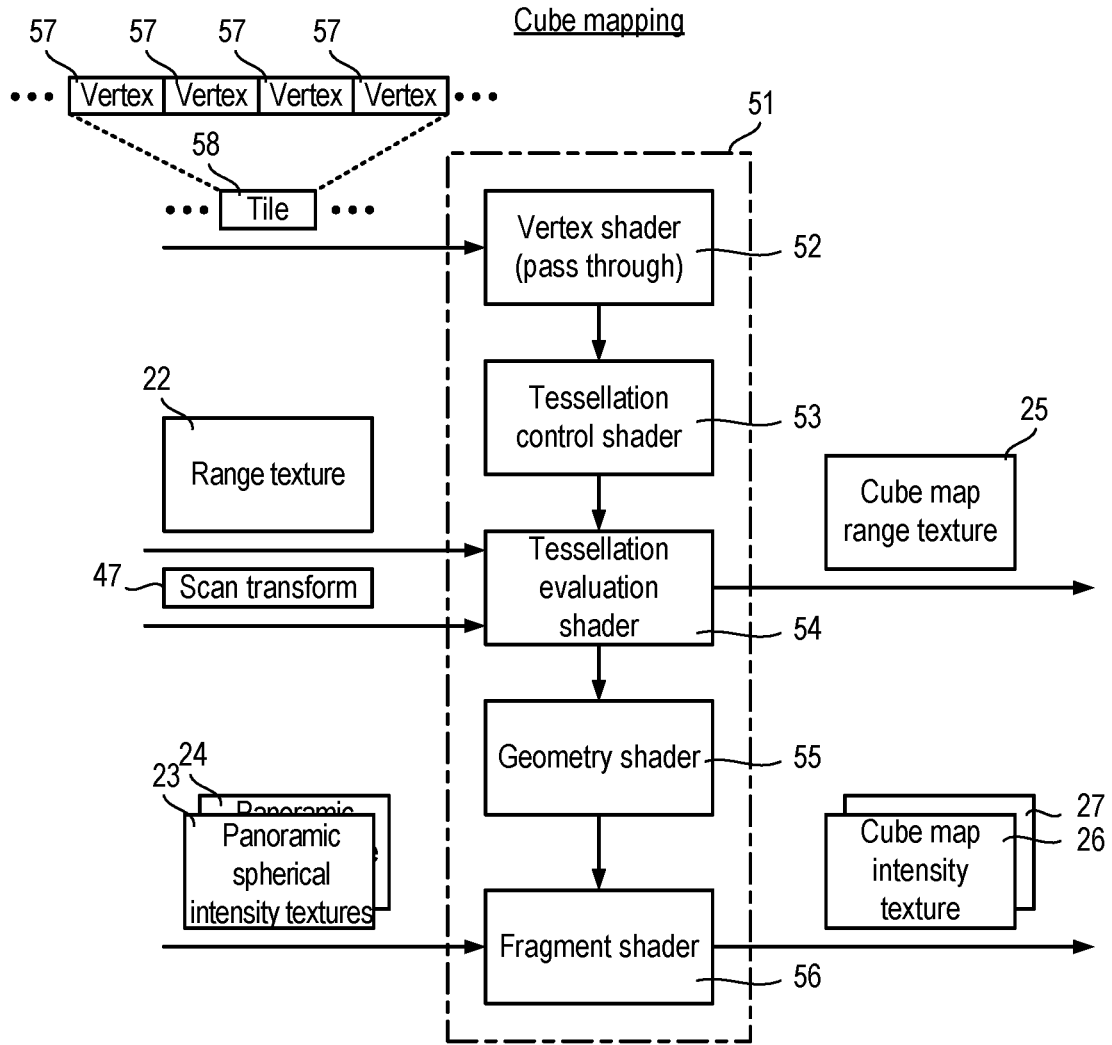 Cube mapping
57 57 57 57
••• Vertex Vertex Vertex Vertex •••
58
••• Tile •••
51
Vertex shader
(pass through)
52
22
Range texture
Tessellation
control shader
53
25
Cube map
range texture
47
Scan transform
Tessellation
evaluation
shader
54
Geometry shader
55
24
23
Panoramic
Panoramic
spherical
intensity textures
27
26
Cube map
intensity
texture
Fragment shader
56